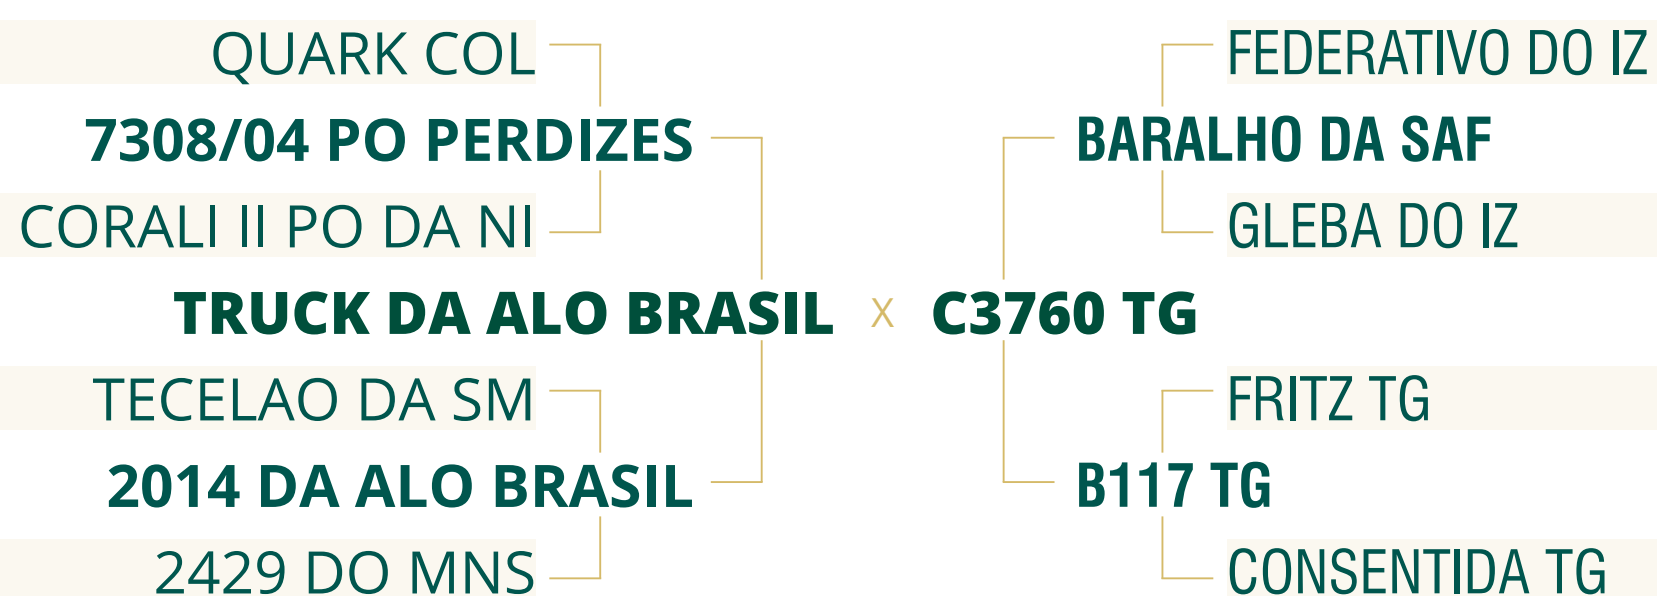 QUARK COL
FEDERATIVO DO IZ
7308/04 PO PERDIZES
BARALHO DA SAF
CORALI II PO DA NI
GLEBA DO IZ
TRUCK DA ALO BRASIL X C3760 TG
TECELAO DA SM
FRITZ TG
2014 DA ALO BRASIL
B117 TG
2429 DO MNS
CONSENTIDA TG